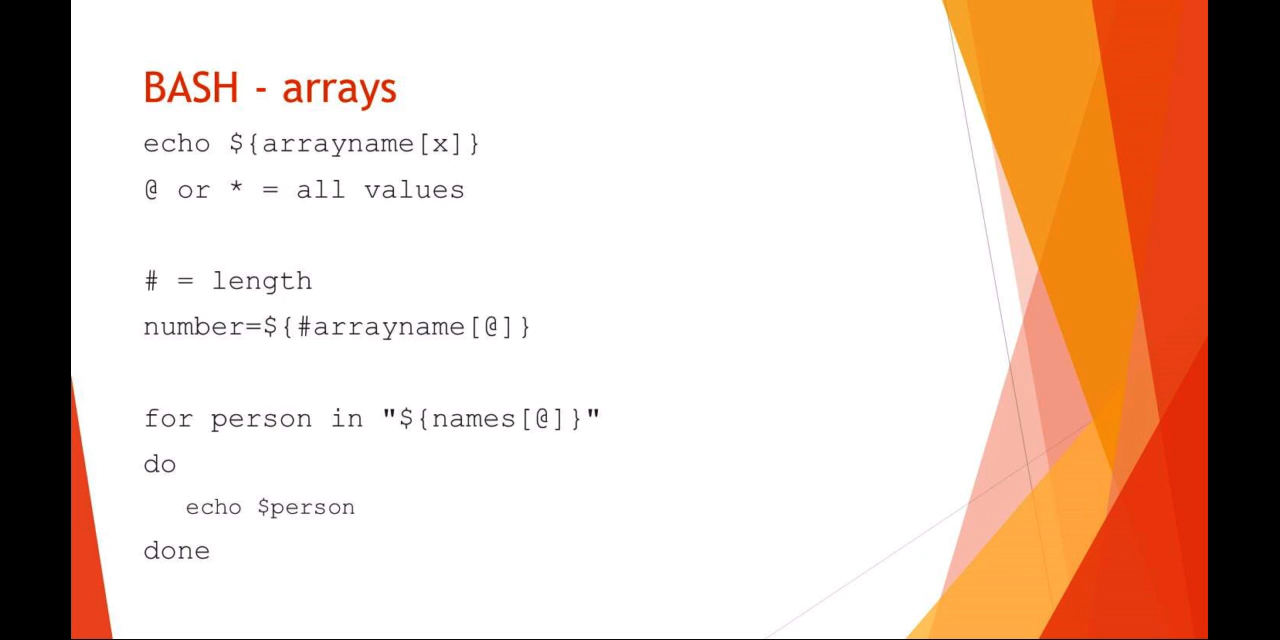 BASH - arrays
echo ${arrayname[x]}
@ or * = all values
# = length
number=${#arrayname[@]}
for person in "${names[@]}"
do
echo $person
done